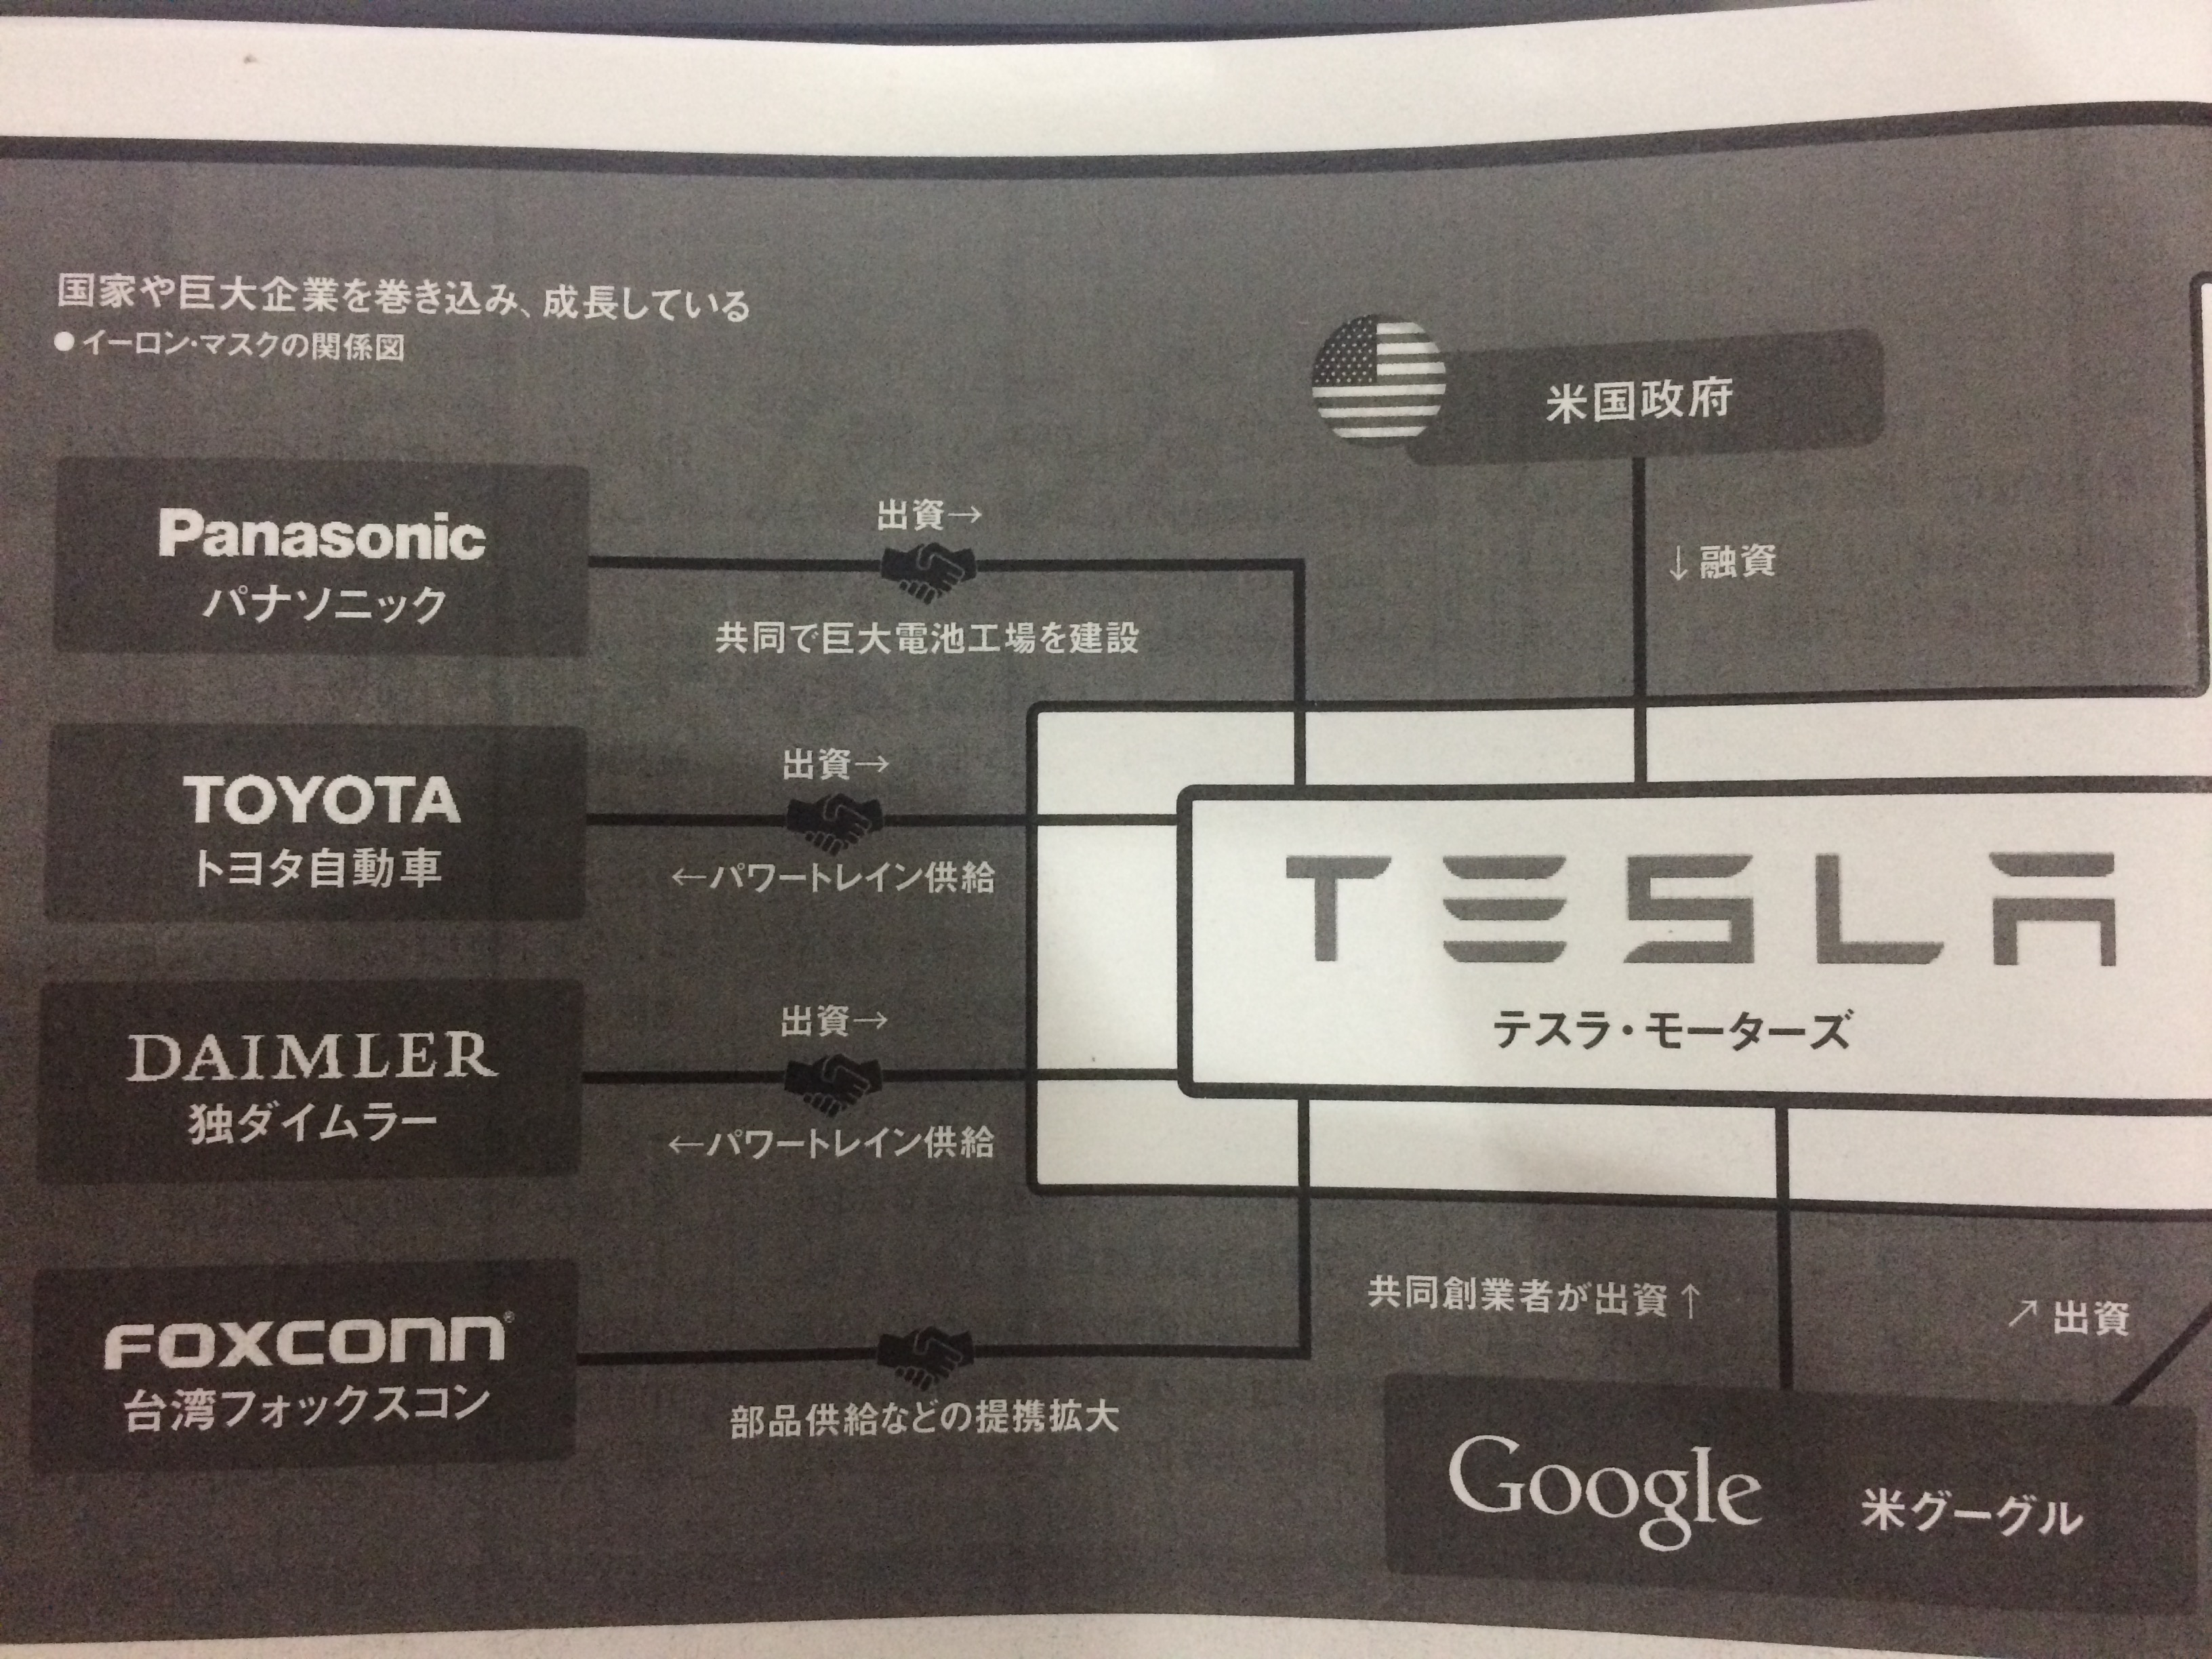 国家や巨大企業を巻き込み、成長している
●イーロン・マスクの関係図
米国政府
↓融資
Panasonic
パナソニック
出資→
共同で巨大電池工場を建設
TOYOTA
トヨタ自動車
出資→
←パワートレイン供給
TESLA
テスラ・モーターズ
DAIMLER
独ダイムラー
出資→
←パワートレイン供給
FOXCONN®
台湾フォックスコン
部品供給などの提携拡大
共同創業者が出資↑
↗出資
Google 米グーグル